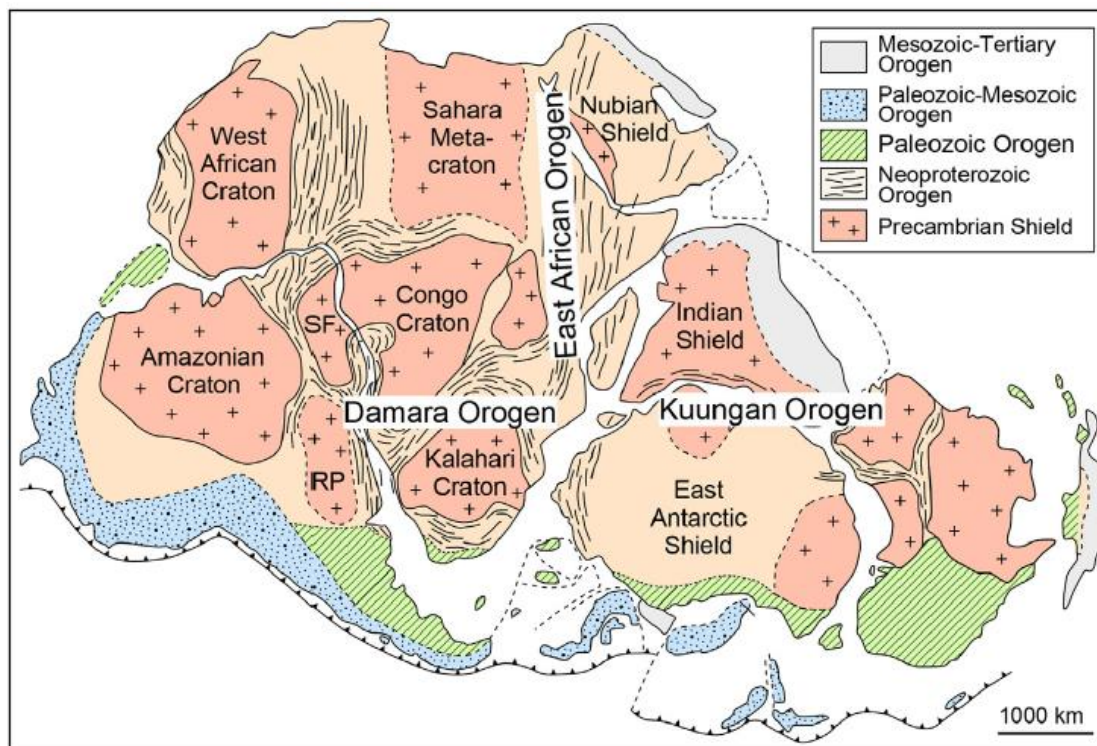 Mesozoic-Tertiary
Orogen
Paleozoic-Mesozoic
Orogen
Paleozoic Orogen
Neoproterozoic
Orogen
Precambrian Shield
West
African
Craton
Sahara
Meta-
craton
Nubian
Shield
East African Orogen
Amazonian
Craton
SF
Congo
Craton
Indian
Shield
Damara Orogen
Kuungan Orogen
RP
Kalahari
Craton
East
Antarctic
Shield
1000 km